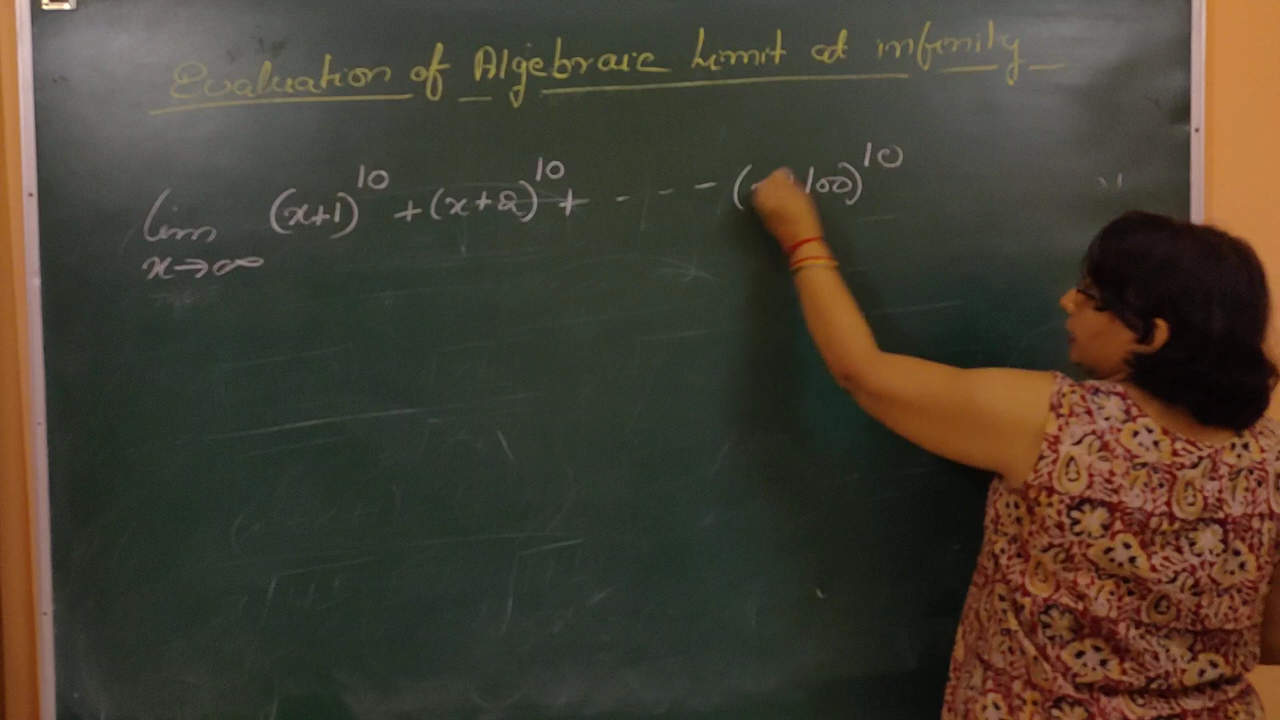 Evaluation of Algebraic Limit at infinity
lim (x+1)^10 + (x+2)^10 + - - - ( 100)^10
x→∞